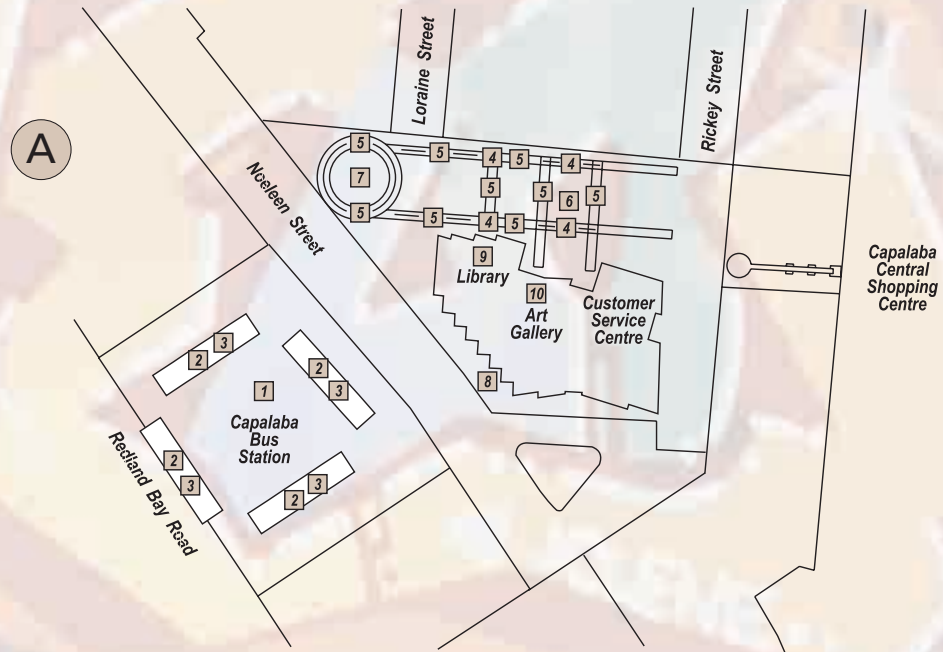 A
Loraine Street
Rickey Street
Noeleen Street
5
5
4
5
4
7
5
5
6
5
5
5
4
5
4
9
Library
10
Art
Gallery
Customer
Service
Centre
8
Capalaba
Central
Shopping
Centre
3
2
2
3
1
Capalaba
Bus
Station
2
3
3
2
Redland Bay Road